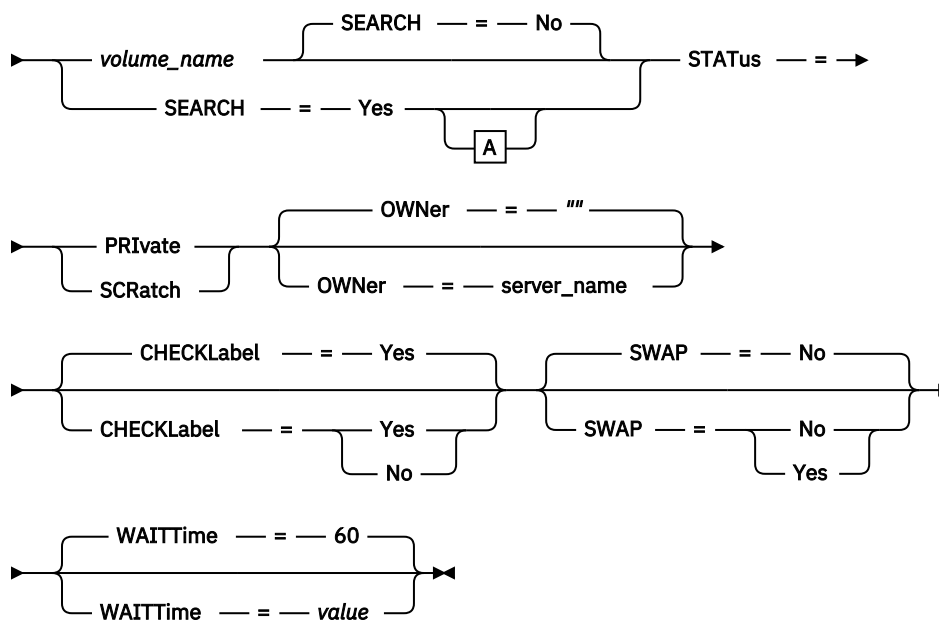 SEARCH = No
volume_name STATus =
SEARCH = Yes
A
OWNer = ""
PRIvate
SCRatch OWNer = server_name
CHECKLabel = Yes SWAP = No
CHECKLabel = Yes SWAP = No
No Yes
WAITTime = 60
WAITTime = value